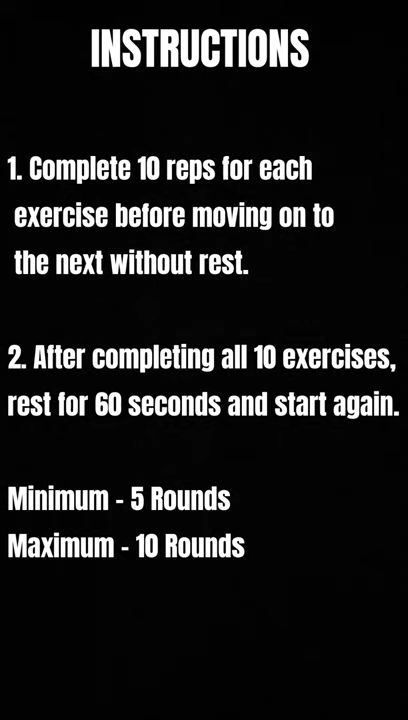 INSTRUCTIONS
1. Complete 10 reps for each
exercise before moving on to
the next without rest.
2. After completing all 10 exercises,
rest for 60 seconds and start again.
Minimum - 5 Rounds
Maximum - 10 Rounds